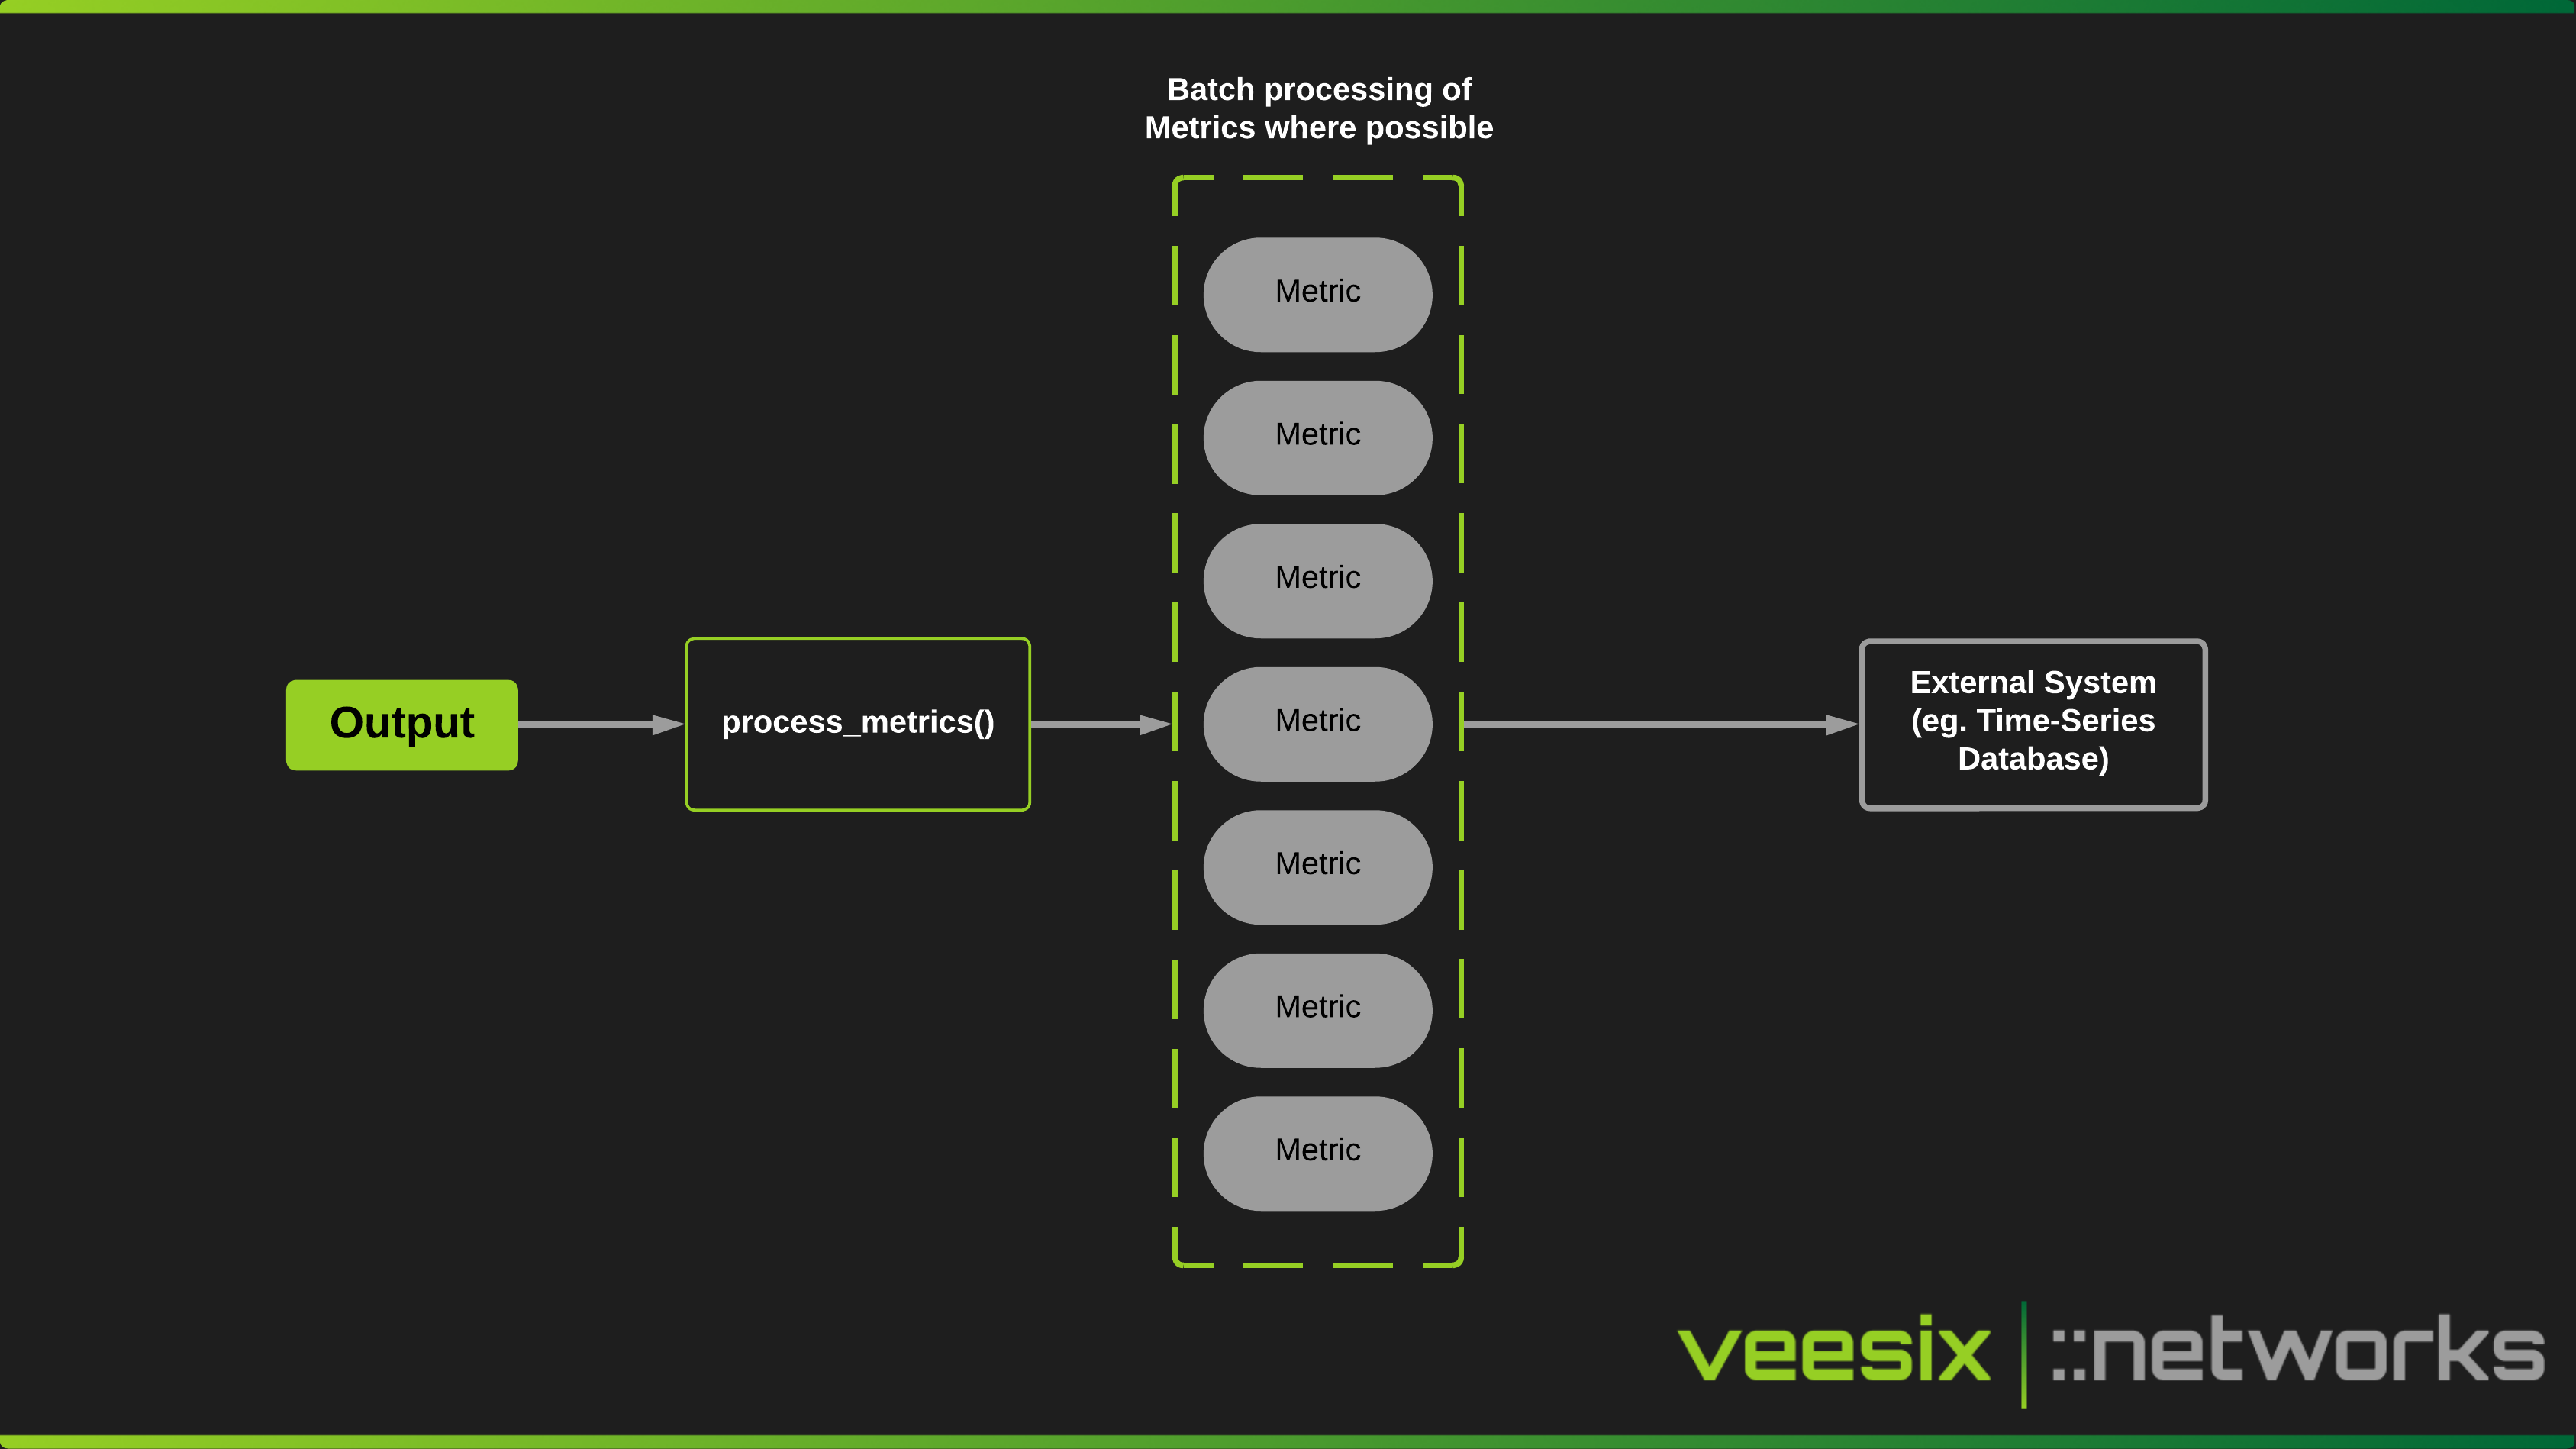 Batch processing of
Metrics where possible
Metric
Metric
Metric
Metric
Metric
Metric
Metric
Output
process_metrics()
External System
(eg. Time-Series
Database)
veesix | ::networks